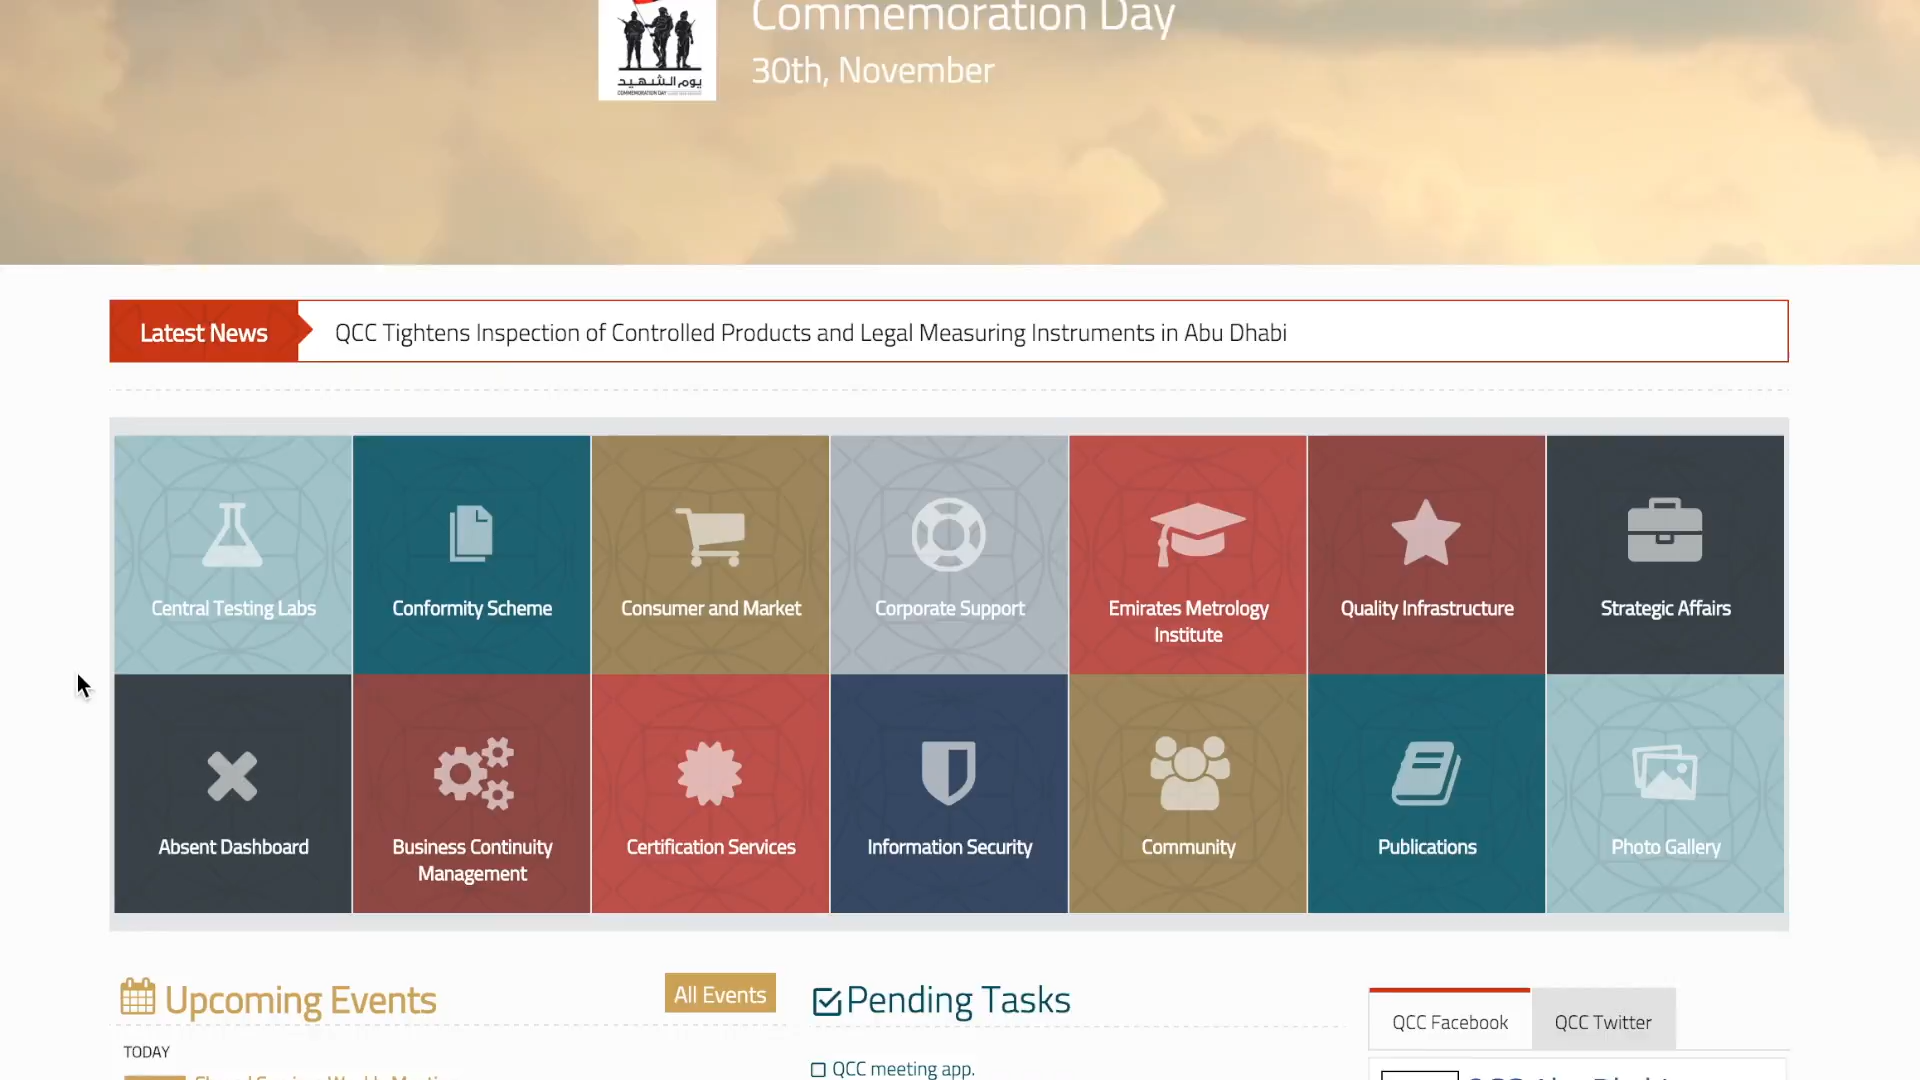 Commemoration Day
30th, November
يوم الشهيد
COMMEMORATION DAY
Latest News
QCC Tightens Inspection of Controlled Products and Legal Measuring Instruments in Abu Dhabi
Central Testing Labs
Conformity Scheme
Consumer and Market
Corporate Support
Emirates Metrology
Institute
Quality Infrastructure
Strategic Affairs
Absent Dashboard
Business Continuity
Management
Certification Services
Information Security
Community
Publications
Photo Gallery
Upcoming Events
All Events
Pending Tasks
QCC Facebook
QCC Twitter
TODAY
QCC meeting app.